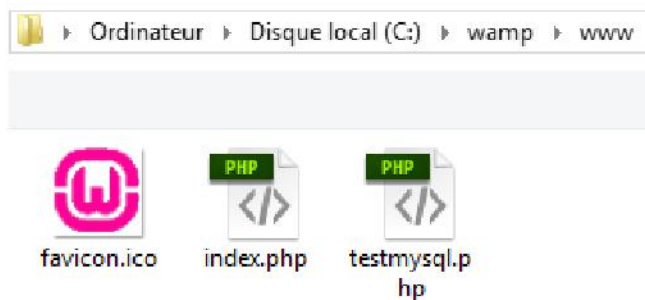 Ordinateur Disque local (C:) wamp www
PHP PHP
</> </>
favicon.ico index.php testmysql.p
hp